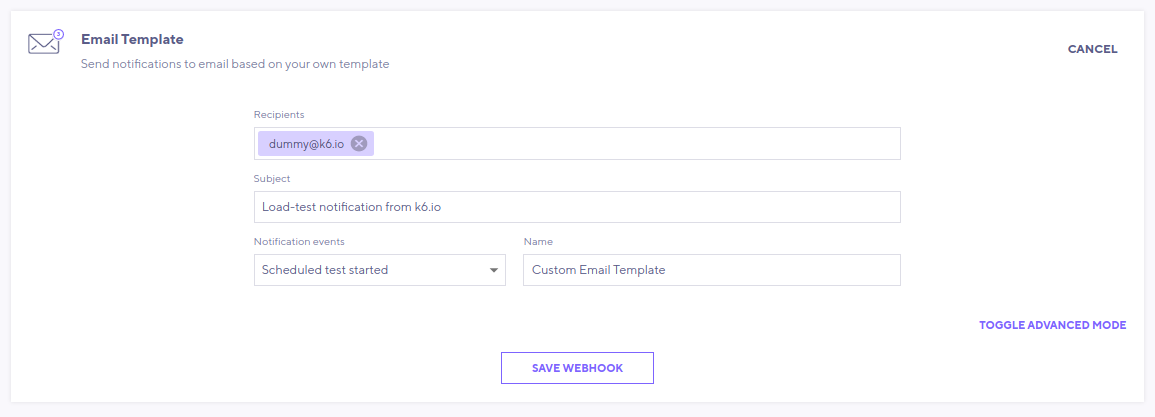 3
Email Template
Send notifications to email based on your own template
CANCEL
Recipients
dummy@k6.io
Subject
Load-test notification from k6.io
Notification events
Name
Scheduled test started
Custom Email Template
TOGGLE ADVANCED MODE
SAVE WEBHOOK